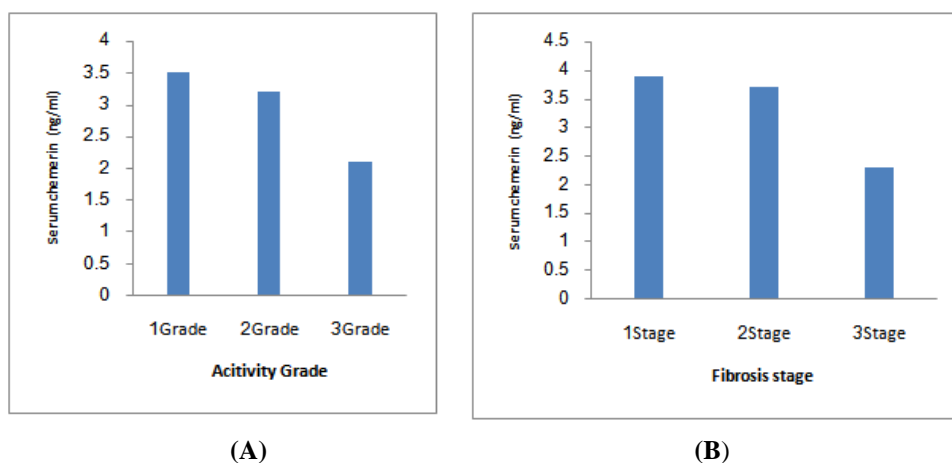 4
3.5
3
2.5
2
1.5
1
0.5
0
serumchemerin (ng/ml)
1Grade 2Grade 3Grade
Acitivity Grade
(A)
4.5
4
3.5
3
2.5
2
1.5
1
0.5
0
serumchemerin (ng/ml)
1Stage 2Stage 3Stage
Fibrosis stage
(B)